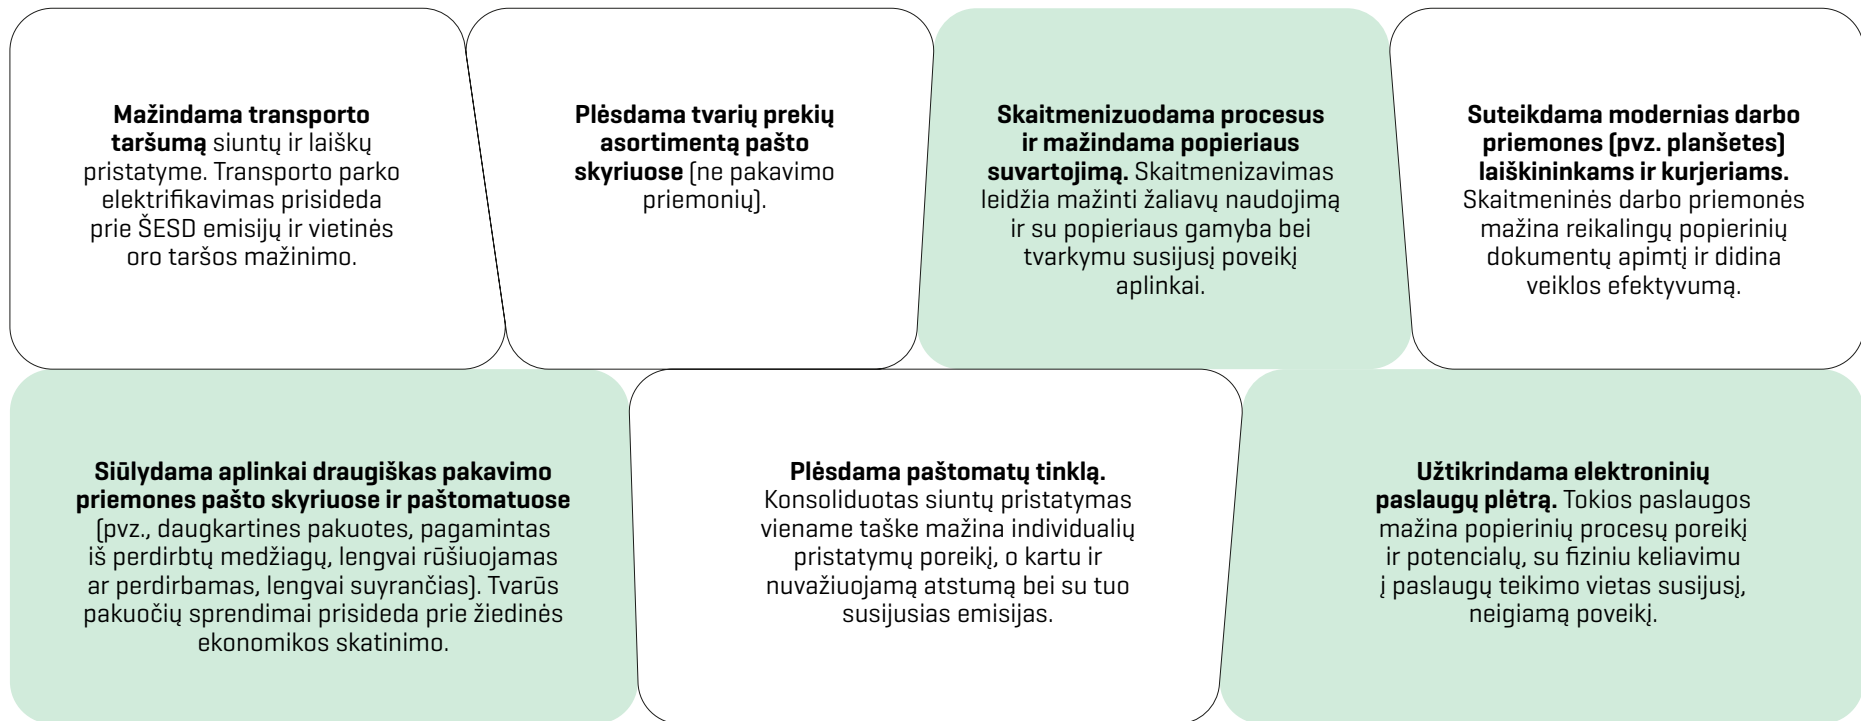 Mažindama transporto
taršumą siuntų ir laiškų
pristatyme. Transporto parko
elektrifikavimas prisideda
prie ŠESD emisijų ir vietinės
oro taršos mažinimo.
Plėsdama tvarių prekių
asortimentą pašto
skyriuose (ne pakavimo
priemonių).
Skaitmenizuodama procesus
ir mažindama popieriaus
suvartojimą. Skaitmenizavimas
leidžia mažinti žaliavų naudojimą
ir su popieriaus gamyba bei
tvarkymu susijusį poveikį
aplinkai.
Suteikdama modernias darbo
priemones (pvz. planšetes)
laiškininkams ir kurjeriams.
Skaitmeninės darbo priemonės
mažina reikalingų popierinių
dokumentų apimtį ir didina
veiklos efektyvumą.
Siūlydama aplinkai draugiškas pakavimo
priemones pašto skyriuose ir paštomatuose
(pvz., daugkartines pakuotes, pagamintas
iš perdirbtų medžiagų, lengvai rūšiuojamas
ar perdirbamas, lengvai suyrančias). Tvarūs
pakuočių sprendimai prisideda prie žiedinės
ekonomikos skatinimo.
Plėsdama paštomatų tinklą.
Konsoliduotas siuntų pristatymas
viename taške mažina individualių
pristatymų poreikį, o kartu ir
nuvažiuojamą atstumą bei su tuo
susijusias emisijas.
Užtikrindama elektroninių
paslaugų plėtrą. Tokios paslaugos
mažina popierinių procesų poreikį
ir potencialų, su fiziniu keliavimu
į paslaugų teikimo vietas susijusį,
neigiamą poveikį.